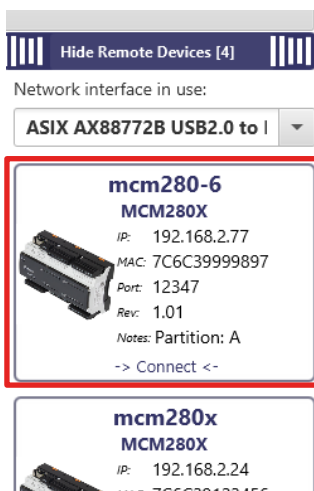 Hide Remote Devices [4]
Network interface in use:
ASIX AX88772B USB2.0 to
mcm280-6
MCM280X
IP: 192.168.2.77
MAC: 7C6C39999897
Port: 12347
Rev: 1.01
Notes: Partition: A
-> Connect <-
mcm280x
MCM280X
IP: 192.168.2.24